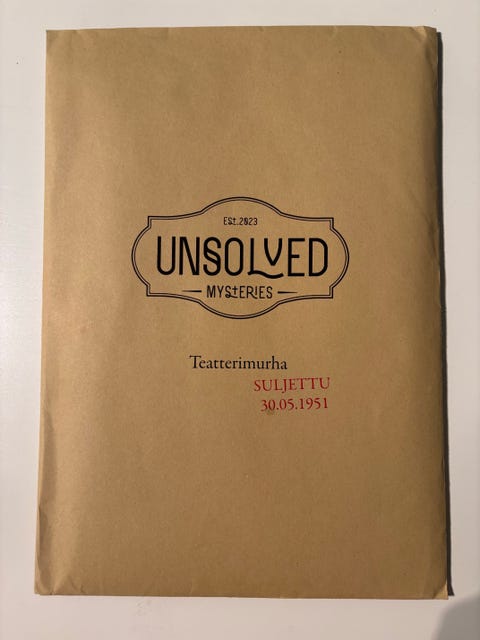 Est.2023
UNSOLVED
MYStERIES
Teatterimurha
SULJETTU
30.05.1951